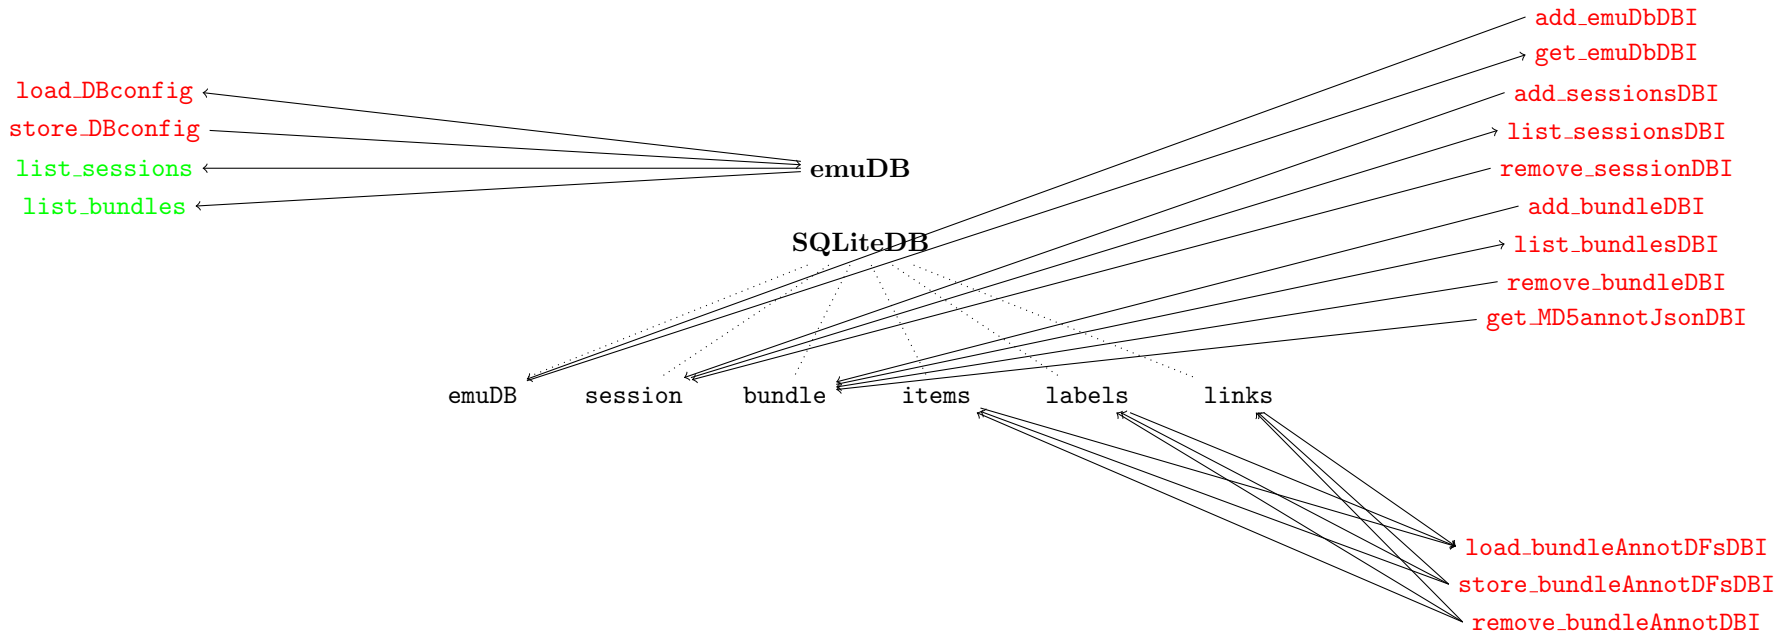 add_emuDbDBI
get_emuDbDBI
load_DBconfig
add_sessionsDBI
store_DBconfig
list_sessionsDBI
list_sessions
emuDB
remove_sessionDBI
list_bundles
add_bundleDBI
SQLiteDB
list_bundlesDBI
remove_bundleDBI
get_MD5annotJsonDBI
emuDB session bundle items labels links
load_bundleAnnotDFsDBI
store_bundleAnnotDFsDBI
remove_bundleAnnotDBI